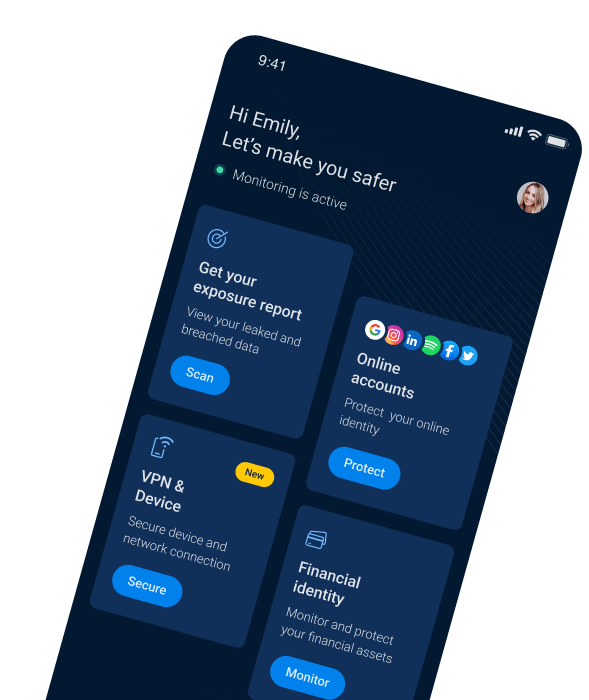 9:41
Hi Emily,
Let's make you safer
Monitoring is active
Get your
exposure report
View your leaked and
breached data
Scan
Online
accounts
Protect your online
identity
Protect
VPN &
Device
New
Secure device and
network connection
Secure
Financial
identity
Monitor and protect
your financial assets
Monitor